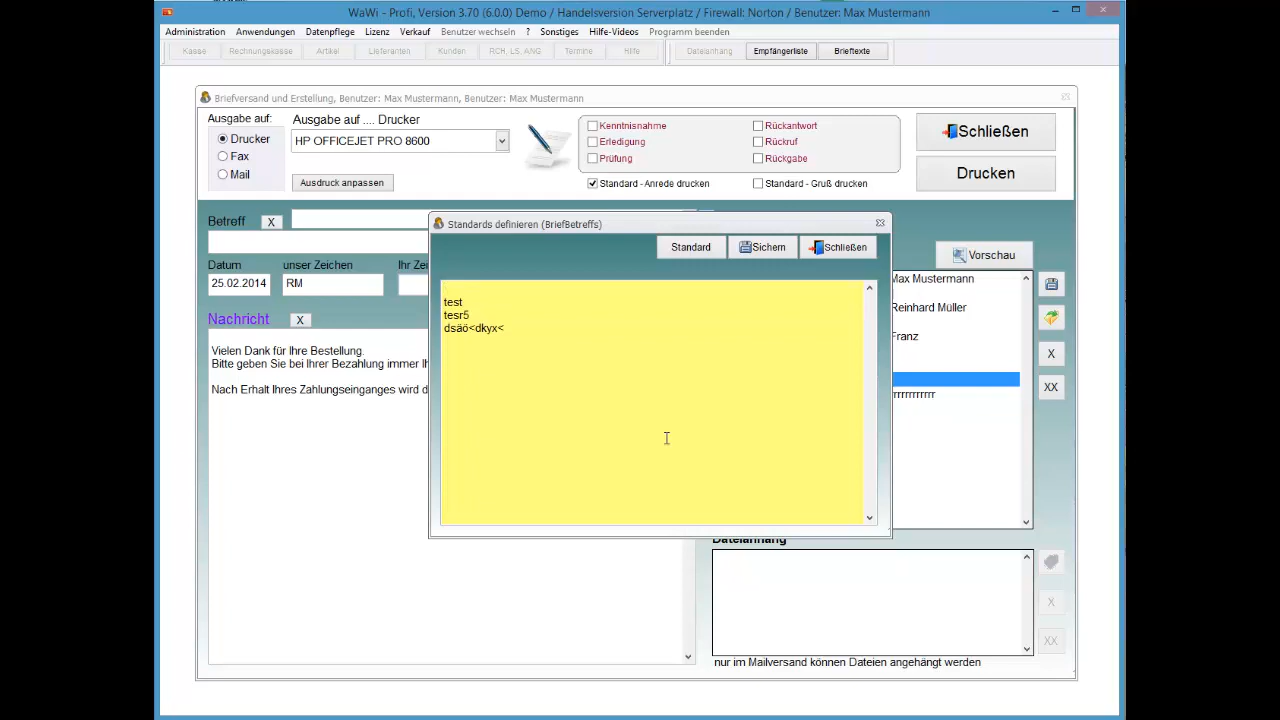 WaWi - Profi, Version 3.70 (6.0.0) Demo / Handelsversion Serverplatz / Firewall: Norton / Benutzer: Max Mustermann
Administration Anwendungen Datenpflege Lizenz Verkauf Benutzer wechseln ? Sonstiges Hilfe-Videos Programm beenden
Kasse Rechnungskasse Artikel Lieferanten Kunden RCH, LS, ANG Termine Hilfe Dateianhang Empfängerliste Brieftexte
Briefversand und Erstellung, Benutzer: Max Mustermann, Benutzer: Max Mustermann
Ausgabe auf: Ausgabe auf .... Drucker
Drucker HP OFFICEJET PRO 8600
Fax
Mail Ausdruck anpassen
Kenntnisnahme Rückantwort
Erledigung Rückruf
Prüfung Rückgabe
Standard - Anrede drucken Standard - Gruß drucken
Schließen
Drucken
Betreff X
Datum unser Zeichen Ihr Ze
25.02.2014 RM
Nachricht X
Vielen Dank für Ihre Bestellung.
Bitte geben Sie bei Ihrer Bezahlung immer I
Nach Erhalt Ihres Zahlungseinganges wird d
Standards definieren (BriefBetreffs)
Standard Sichern Schließen
test
tesr5
dsäö<dkyx<
Vorschau
Max Mustermann
Reinhard Müller
Franz
X
XX
Dateianhang
X
XX
nur im Mailversand können Dateien angehängt werden